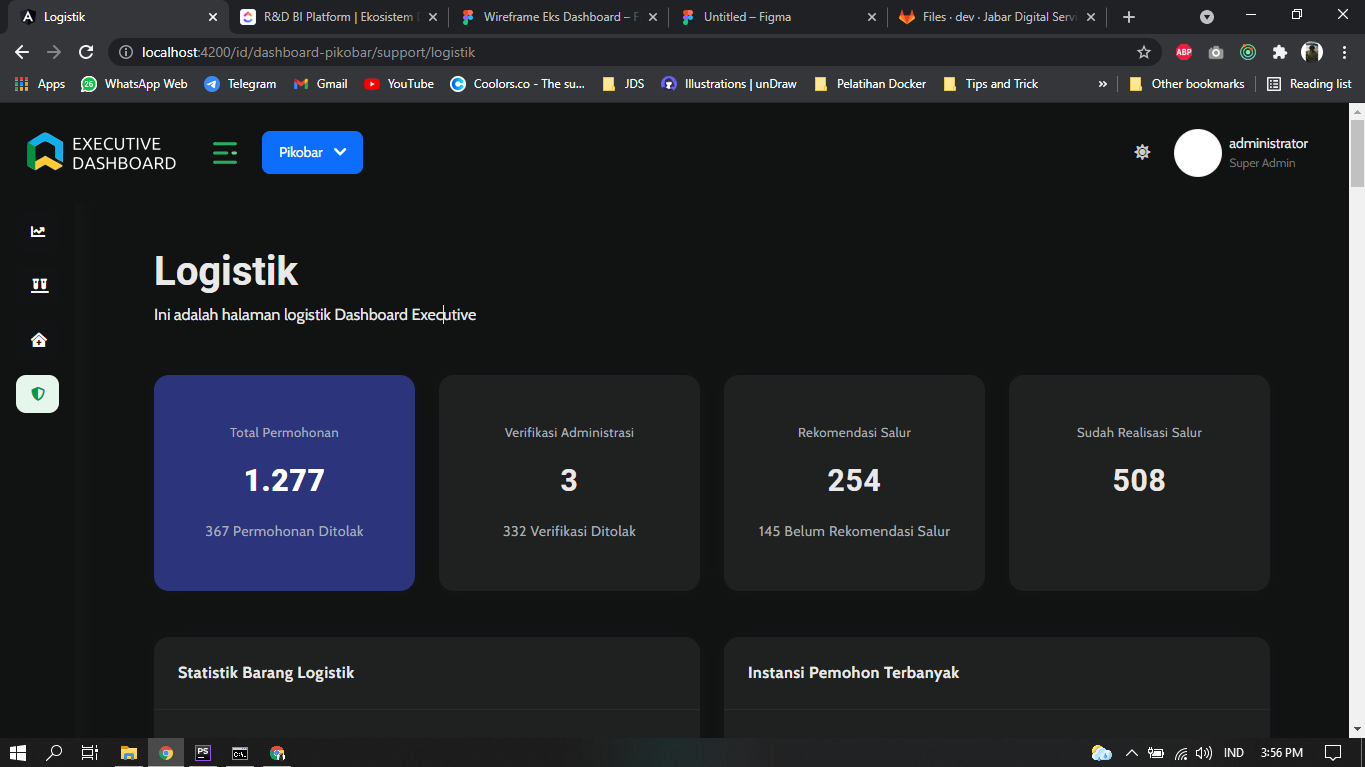 Logistik
R&D BI Platform | Ekosistem
Wireframe Eks Dashboard –
Untitled – Figma
Files · dev · Jabar Digital Servi
localhost:4200/id/dashboard-pikobar/support/logistik
ABP
Apps
26
WhatsApp Web
Telegram
Gmail
YouTube
Coolors.co - The su...
JDS
Illustrations | unDraw
Pelatihan Docker
Tips and Trick
»
Other bookmarks
Reading list
EXECUTIVE
DASHBOARD
Pikobar
administrator
Super Admin
Logistik
Ini adalah halaman logistik Dashboard Executive
Total Permohonan
1.277
367 Permohonan Ditolak
Verifikasi Administrasi
3
332 Verifikasi Ditolak
Rekomendasi Salur
254
145 Belum Rekomendasi Salur
Sudah Realisasi Salur
508
Statistik Barang Logistik
Instansi Pemohon Terbanyak
PS
C:\.
IND
3:56 PM